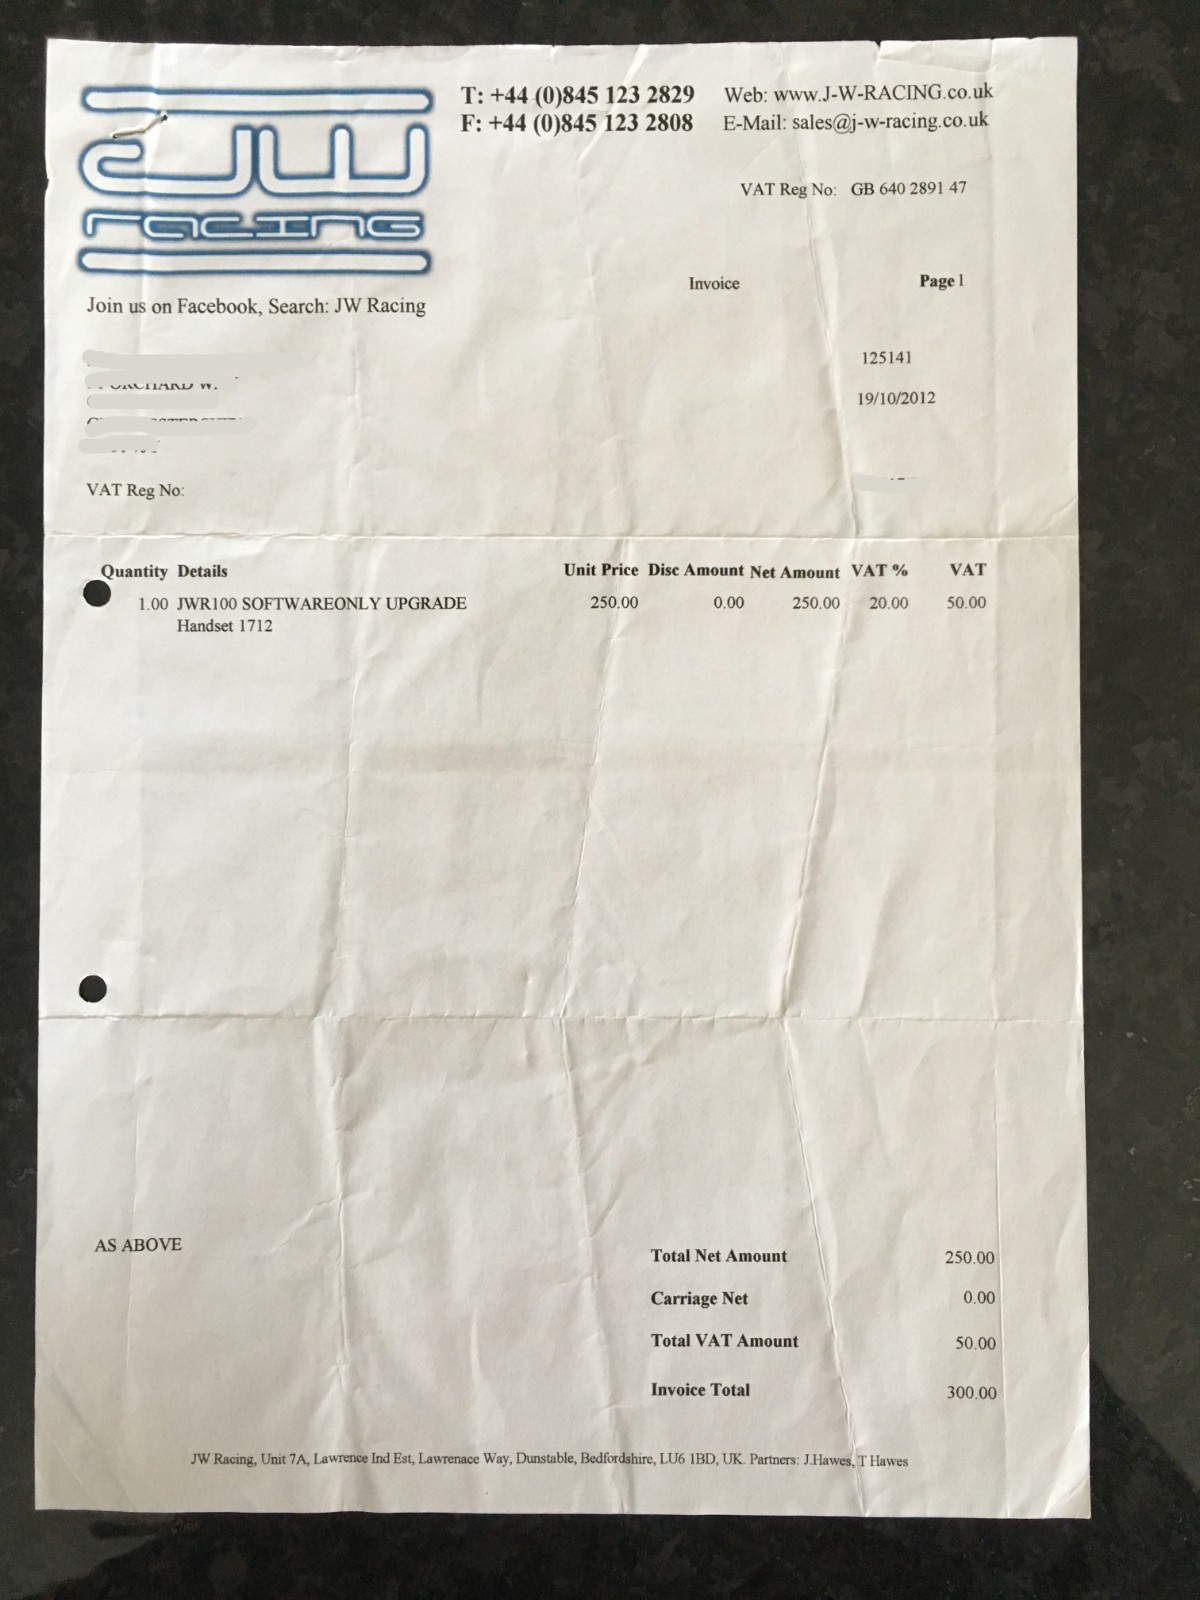 JW
racing
T: +44 (0)845 123 2829 Web: www.J-W-RACING.co.uk
F: +44 (0)845 123 2808 E-Mail: sales@j-w-racing.co.uk
VAT Reg No: GB 640 2891 47
Invoice Page 1
Join us on Facebook, Search: JW Racing
125141
ORCHARD W.
19/10/2012
VAT Reg No:
Quantity Details Unit Price Disc Amount Net Amount VAT % VAT
1.00 JWR100 SOFTWAREONLY UPGRADE 250.00 0.00 250.00 20.00 50.00
Handset 1712
AS ABOVE
Total Net Amount 250.00
Carriage Net 0.00
Total VAT Amount 50.00
Invoice Total 300.00
JW Racing, Unit 7A, Lawrence Ind Est, Lawrenace Way, Dunstable, Bedfordshire, LU6 1BD, UK. Partners: J.Hawes, T Hawes